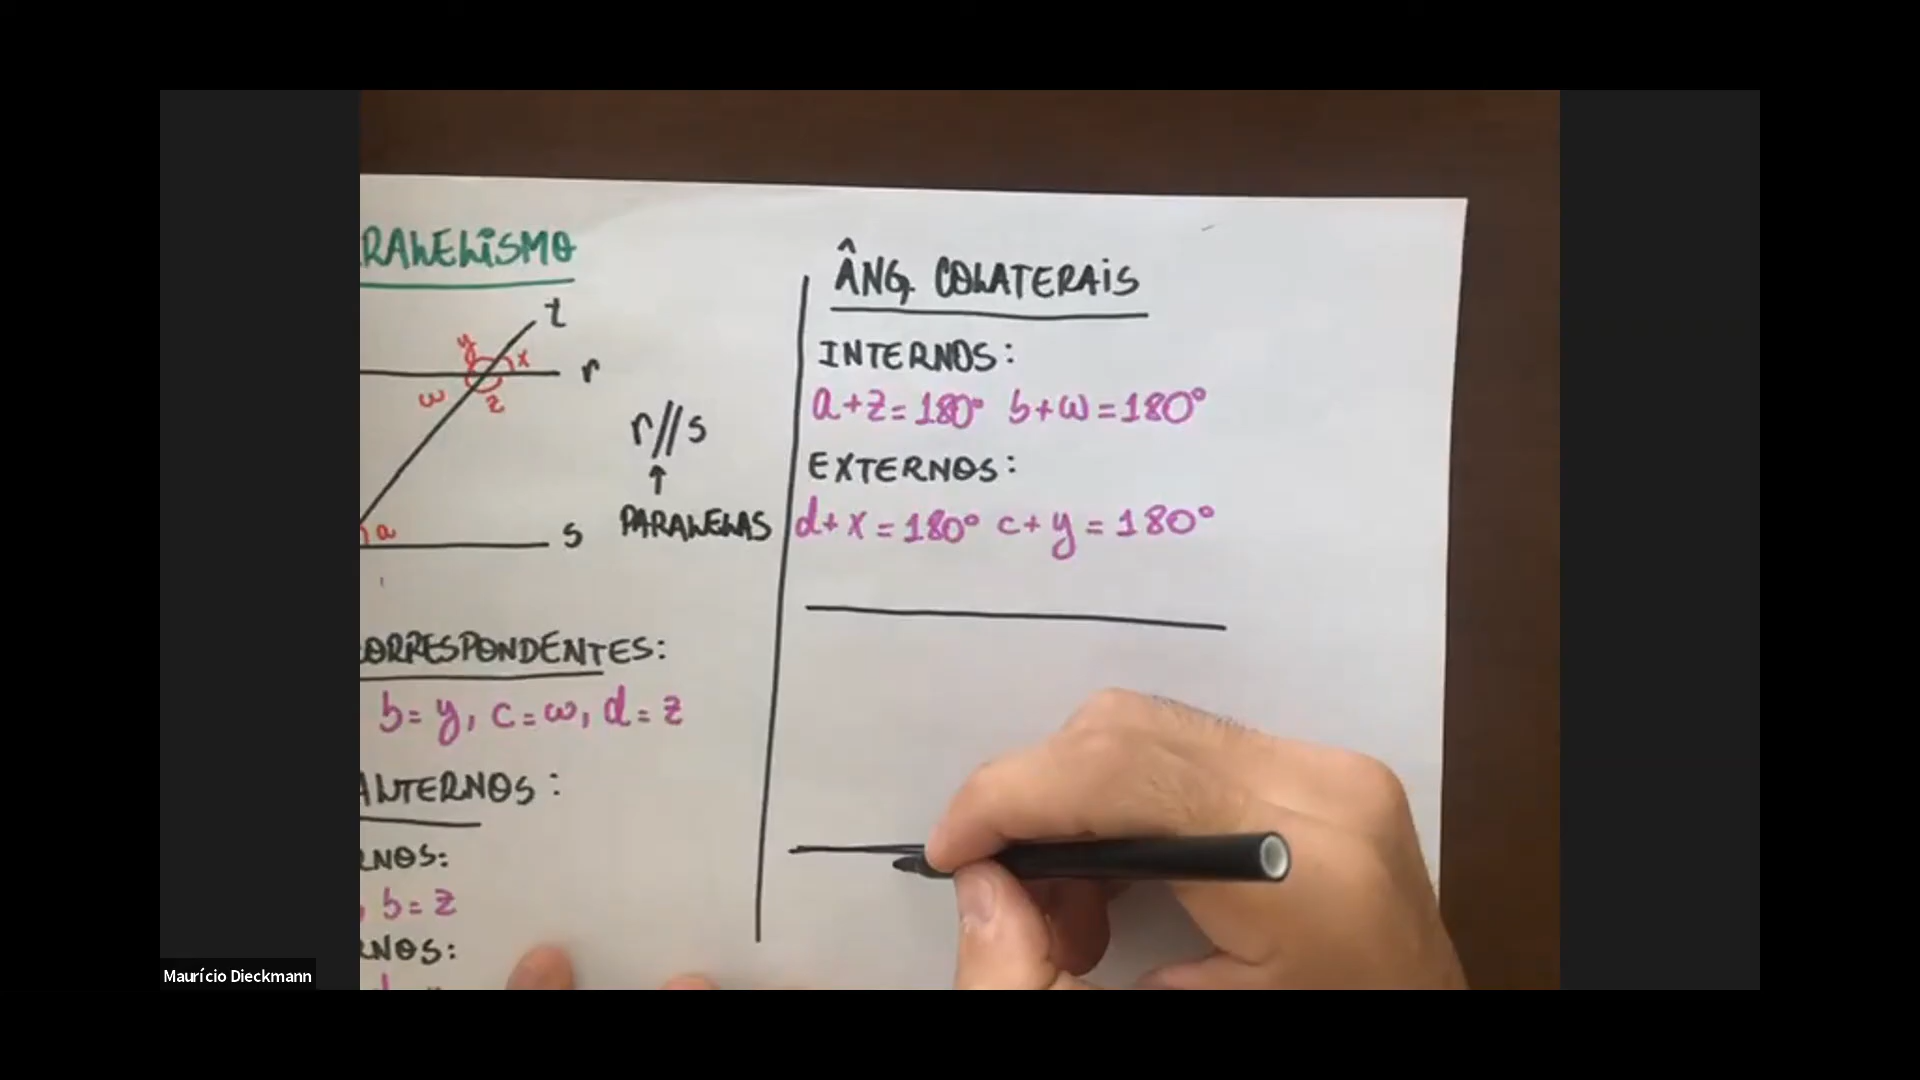 RALELISMO
t
y
x
r
w
z
r//s
a
s
PARALELAS
ORRESPONDENTES:
b=y, c=w, d=z
ALTERNOS:
RNOS:
, b=z
RNOS:
ÂNG. COLATERAIS
INTERNOS:
a+z=180° b+w=180°
EXTERNOS:
d+x=180° c+y=180°
Maurício Dieckmann